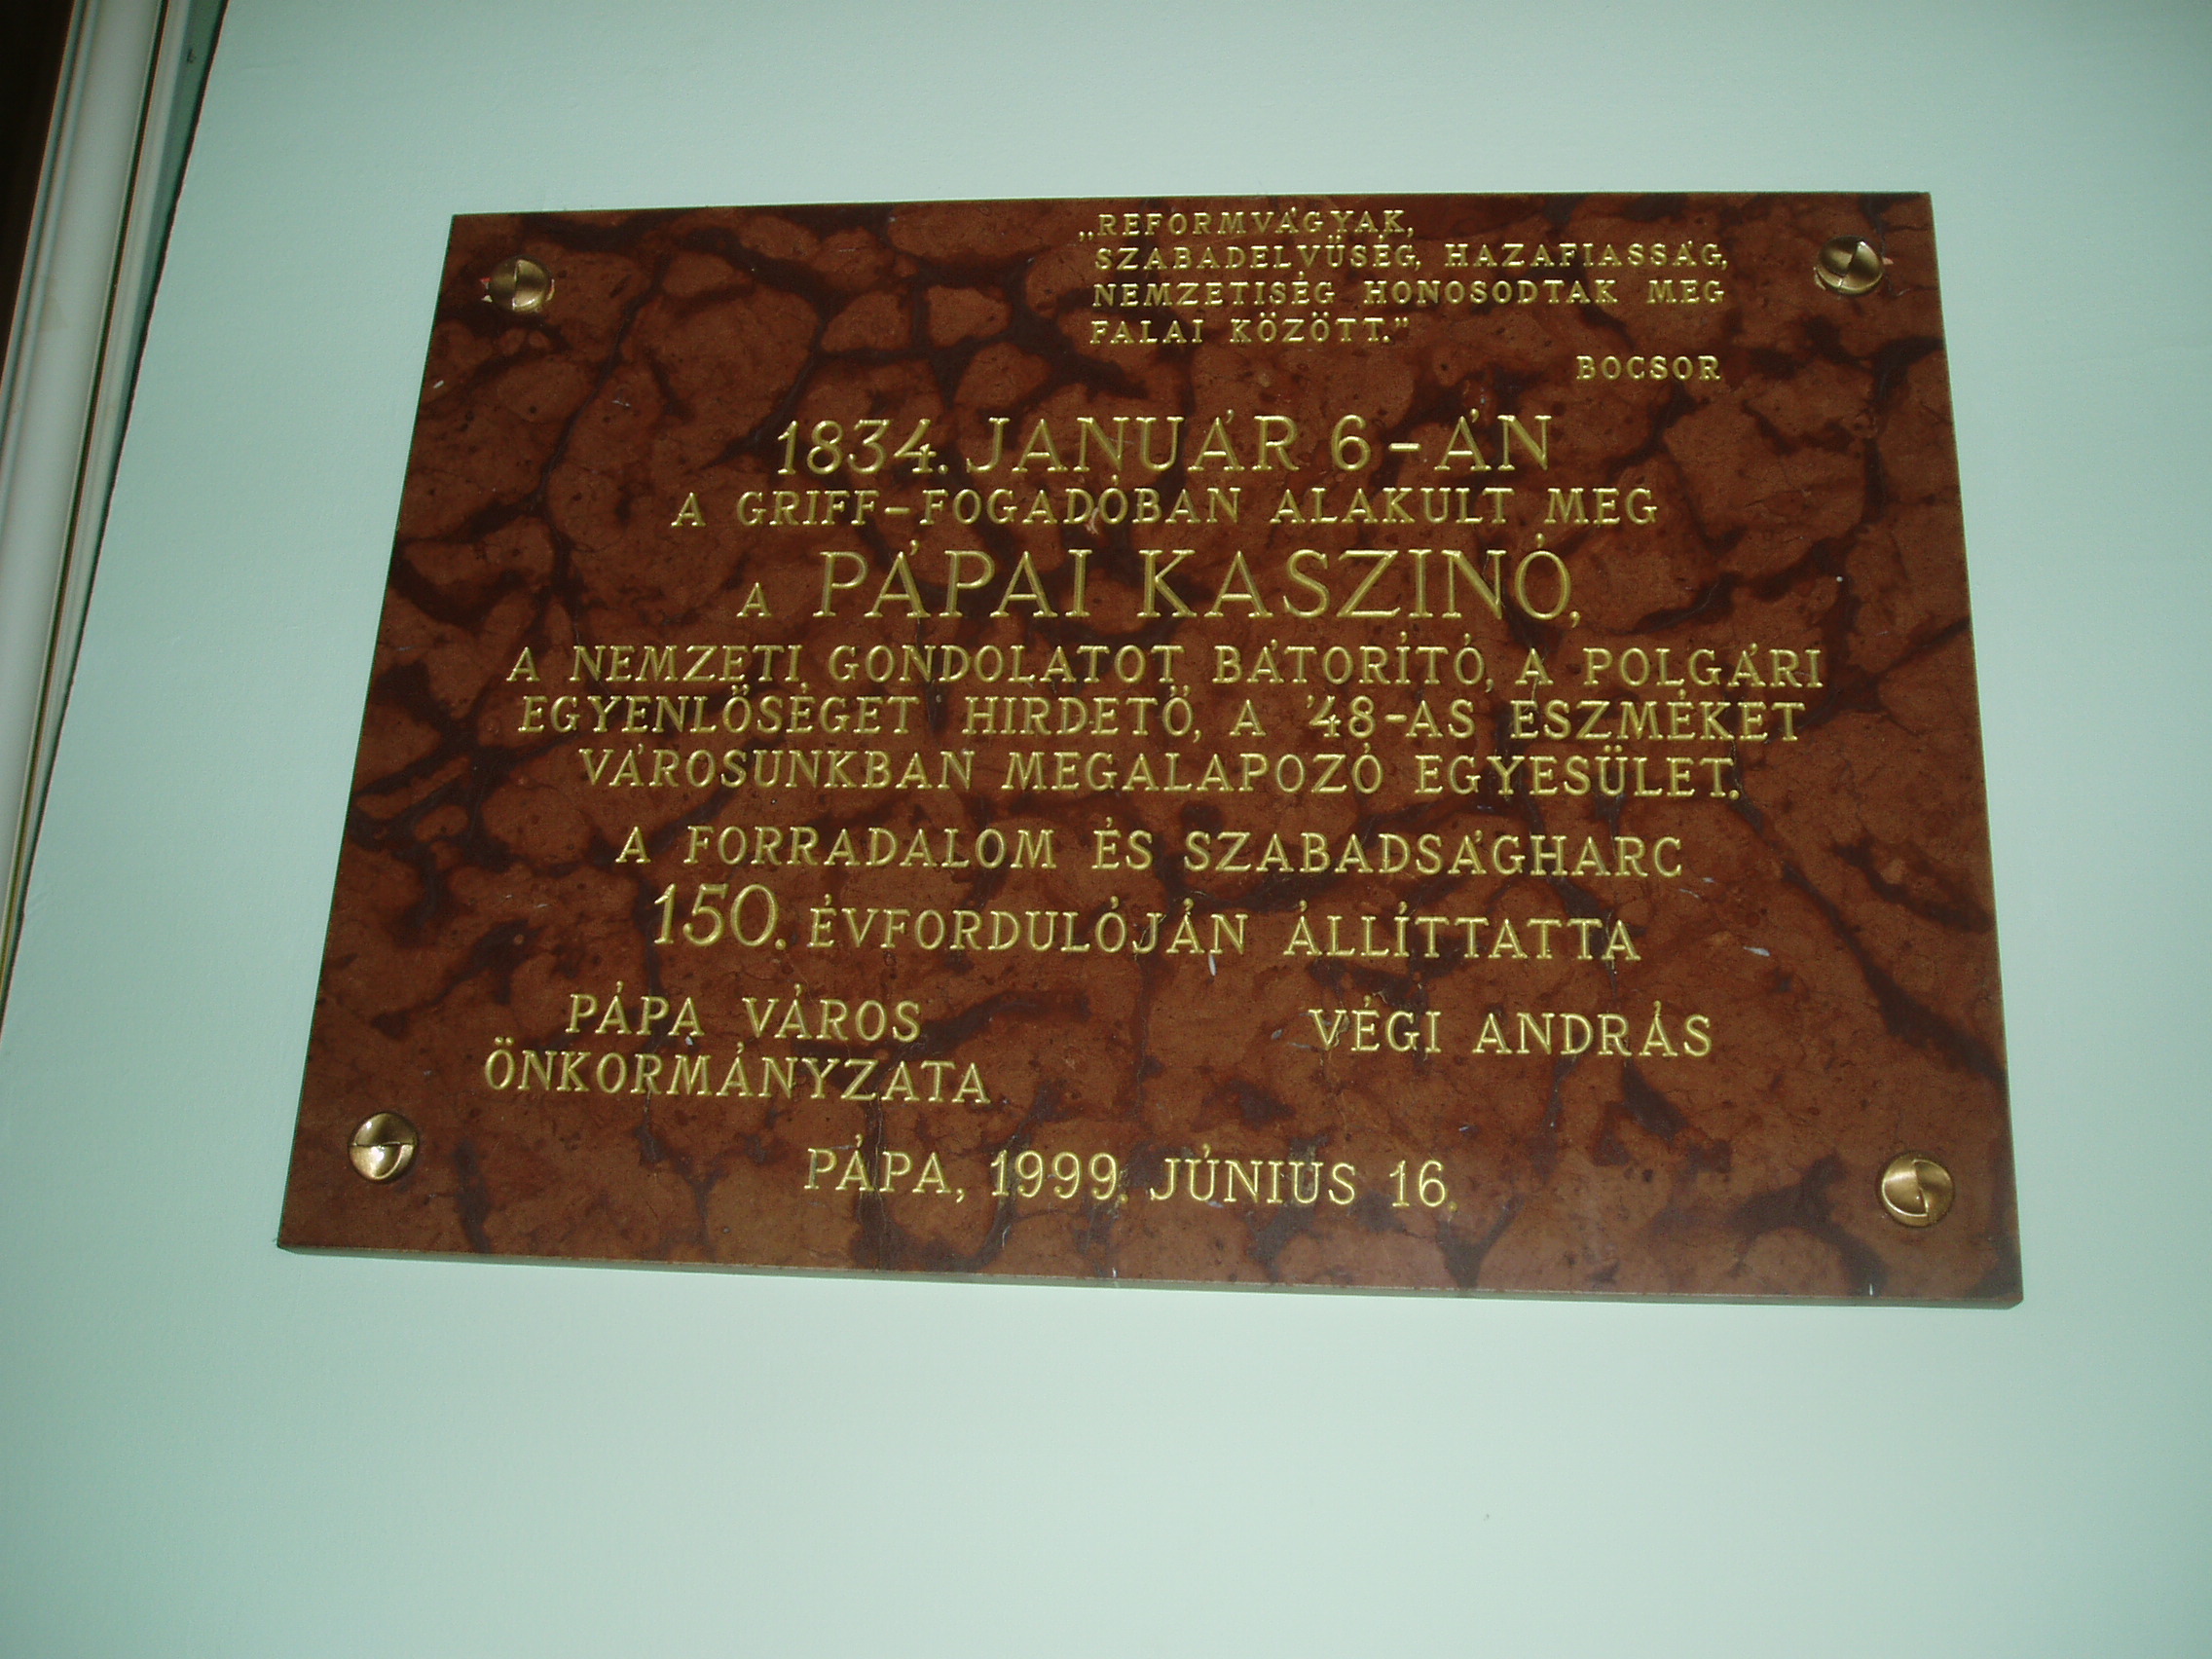 „REFORMVÁGYAK,
SZABADELVŰSÉG, HAZAFIASSÁG,
NEMZETISÉG HONOSODTAK MEG
FALAI KÖZÖTT.”
BOCSOR
1834. JANUÁR 6-ÁN
A GRIFF-FOGADÓBAN ALAKULT MEG
A PÁPAI KASZINÓ,
A NEMZETI GONDOLATOT BÁTORÍTÓ, A POLGÁRI
EGYENLŐSÉGET HIRDETŐ, A '48-AS ESZMÉKET
VÁROSUNKBAN MEGALAPOZÓ EGYESÜLET.
A FORRADALOM ÉS SZABADSÁGHARC
150. ÉVFORDULÓJÁN ÁLLÍTTATTA
PÁPA VÁROS
ÖNKORMÁNYZATA
VÉGI ANDRÁS
PÁPA, 1999. JÚNIUS 16.